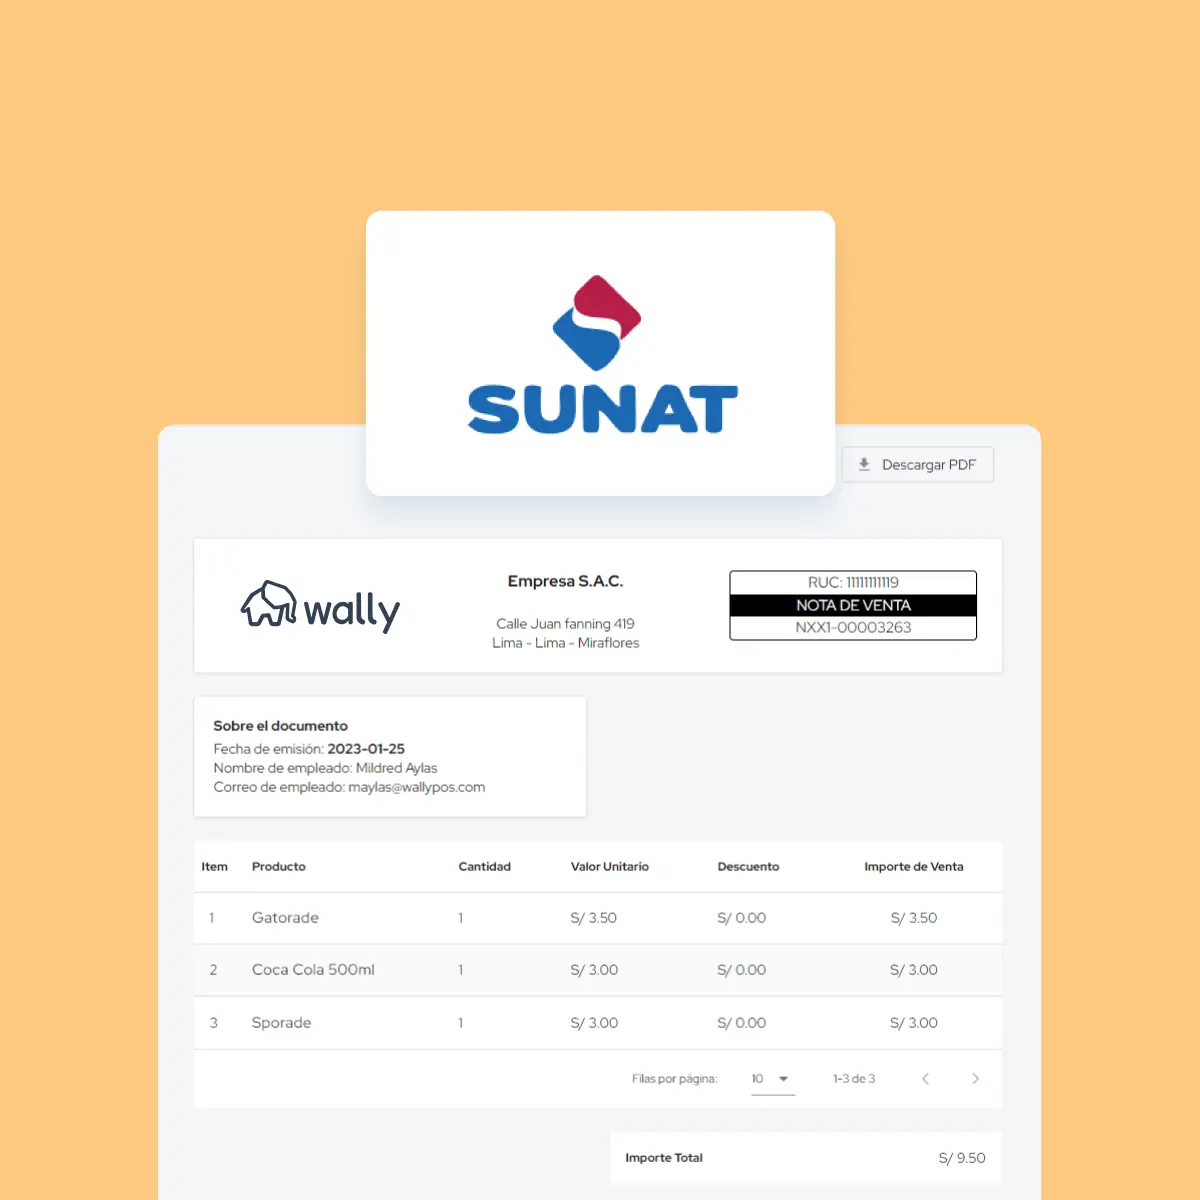 SUNAT
Descargar PDF
wally
Empresa S.A.C.
Calle Juan fanning 419
Lima - Lima - Miraflores
RUC: 11111111119
NOTA DE VENTA
NXX1-00003263
Sobre el documento
Fecha de emisión: 2023-01-25
Nombre de empleado: Mildred Aylas
Correo de empleado: maylas@wallypos.com
Item Producto Cantidad Valor Unitario Descuento Importe de Venta
1 Gatorade 1 S/ 3.50 S/ 0.00 S/ 3.50
2 Coca Cola 500ml 1 S/ 3.00 S/ 0.00 S/ 3.00
3 Sporade 1 S/ 3.00 S/ 0.00 S/ 3.00
Filas por página: 10 1-3 de 3
Importe Total S/ 9.50